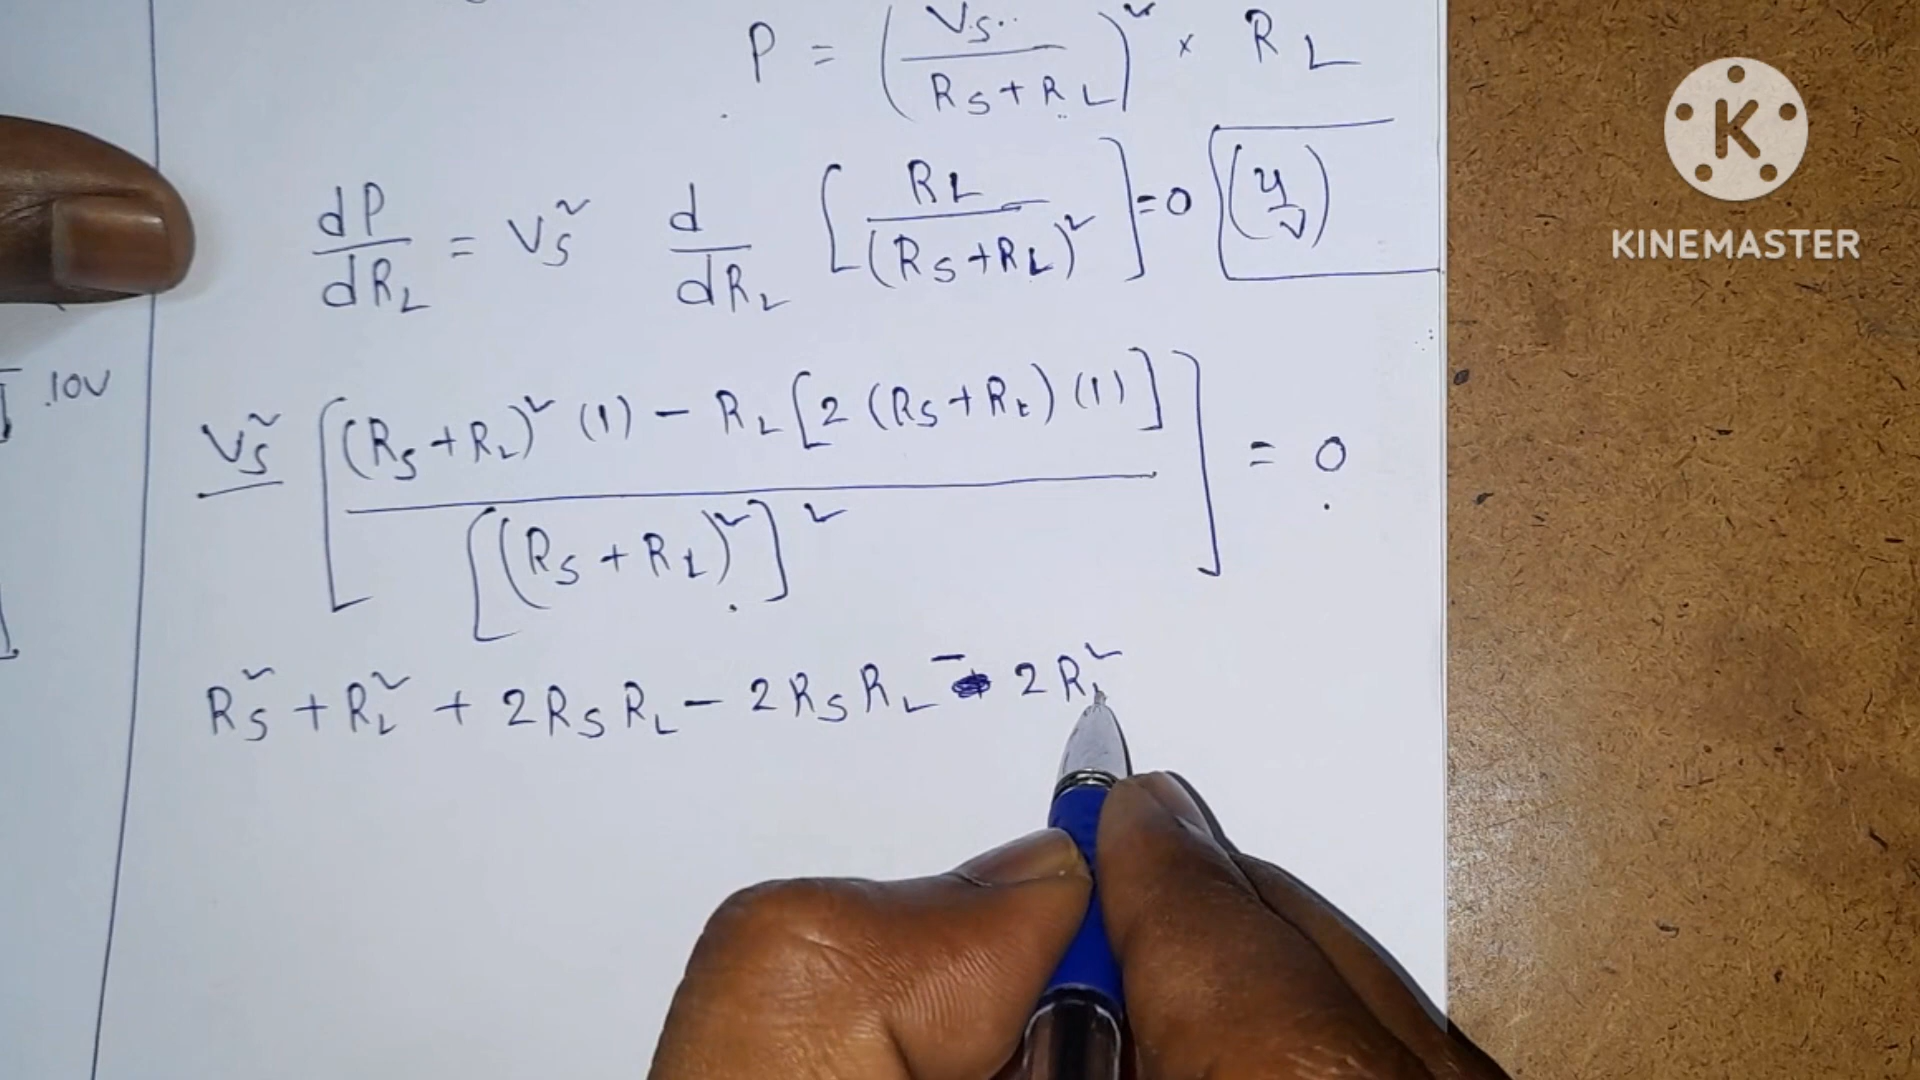 P = (Vs / (Rs + RL))² × RL
dP/dRL = Vs² d/dRL [RL / (Rs + RL)²] = 0 (u/v)
10V
Vs² [((Rs + RL)² (1) − RL [2 (Rs + RL) (1)]) / [(Rs + RL)²]²] = 0
Rs² + RL² + 2RsRL − 2RsRL − 2RL²
K
KINEMASTER